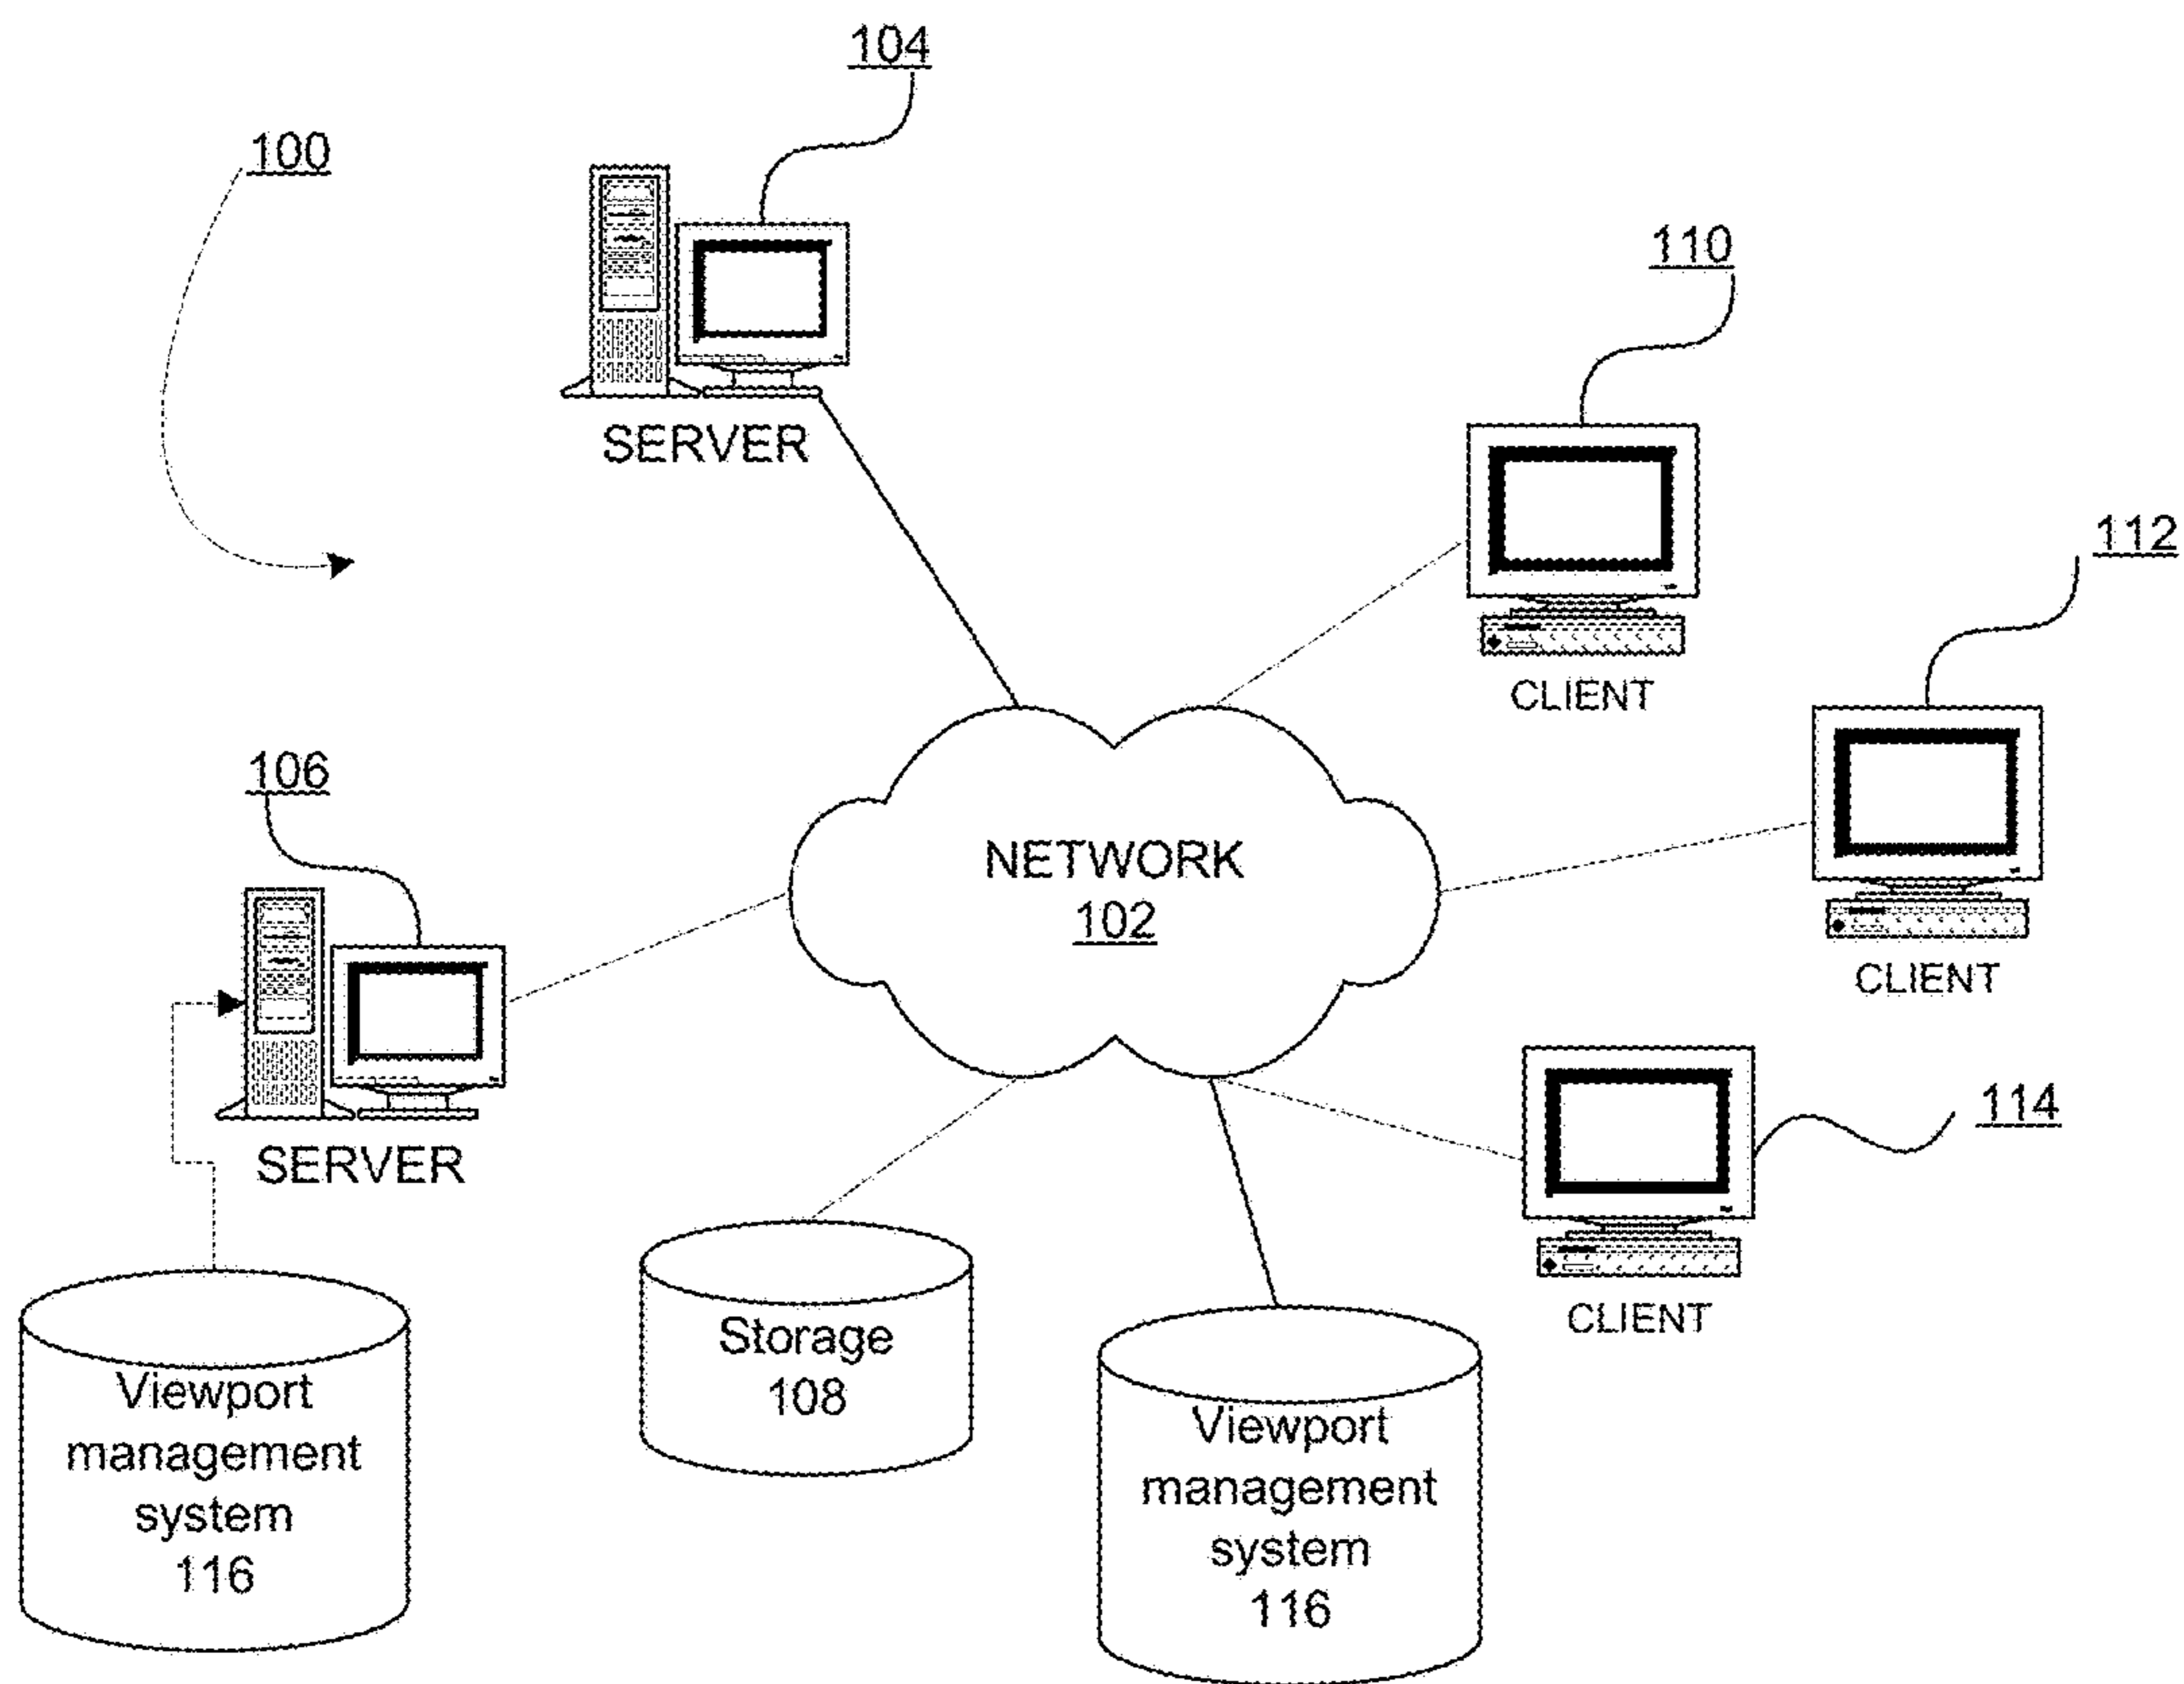 104
100
110
SERVER
112
CLIENT
106
NETWORK
102
CLIENT
SERVER
114
Storage
108
CLIENT
Viewport
management
system
116
Viewport
management
system
116